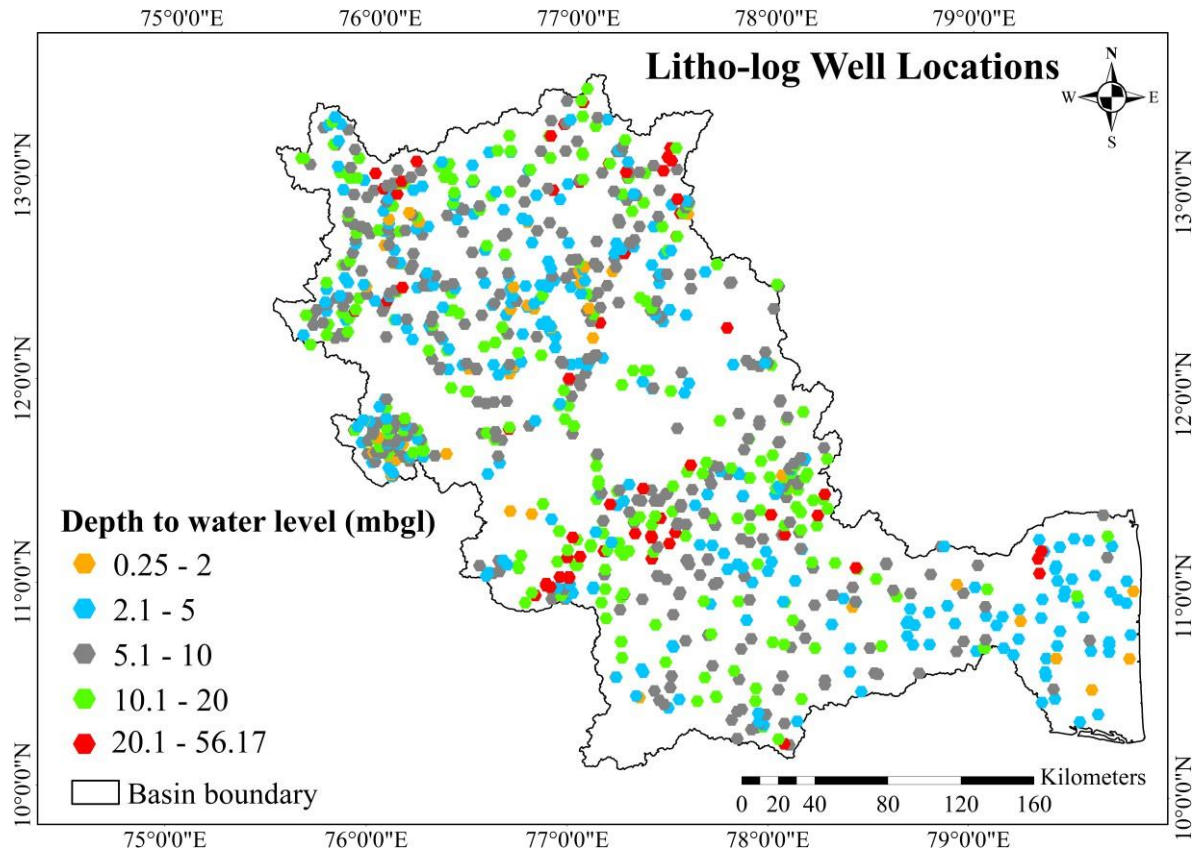 75°0'0"E 76°0'0"E 77°0'0"E 78°0'0"E 79°0'0"E
Litho-log Well Locations
N
W E
S
13°0'0"N 13°0'0"N
12°0'0"N 12°0'0"N
Depth to water level (mbgl)
0.25 - 2
11°0'0"N 11°0'0"N
2.1 - 5
5.1 - 10
10.1 - 20
20.1 - 56.17
10°0'0"N 10°0'0"N
Basin boundary
Kilometers
0 20 40 80 120 160
75°0'0"E 76°0'0"E 77°0'0"E 78°0'0"E 79°0'0"E